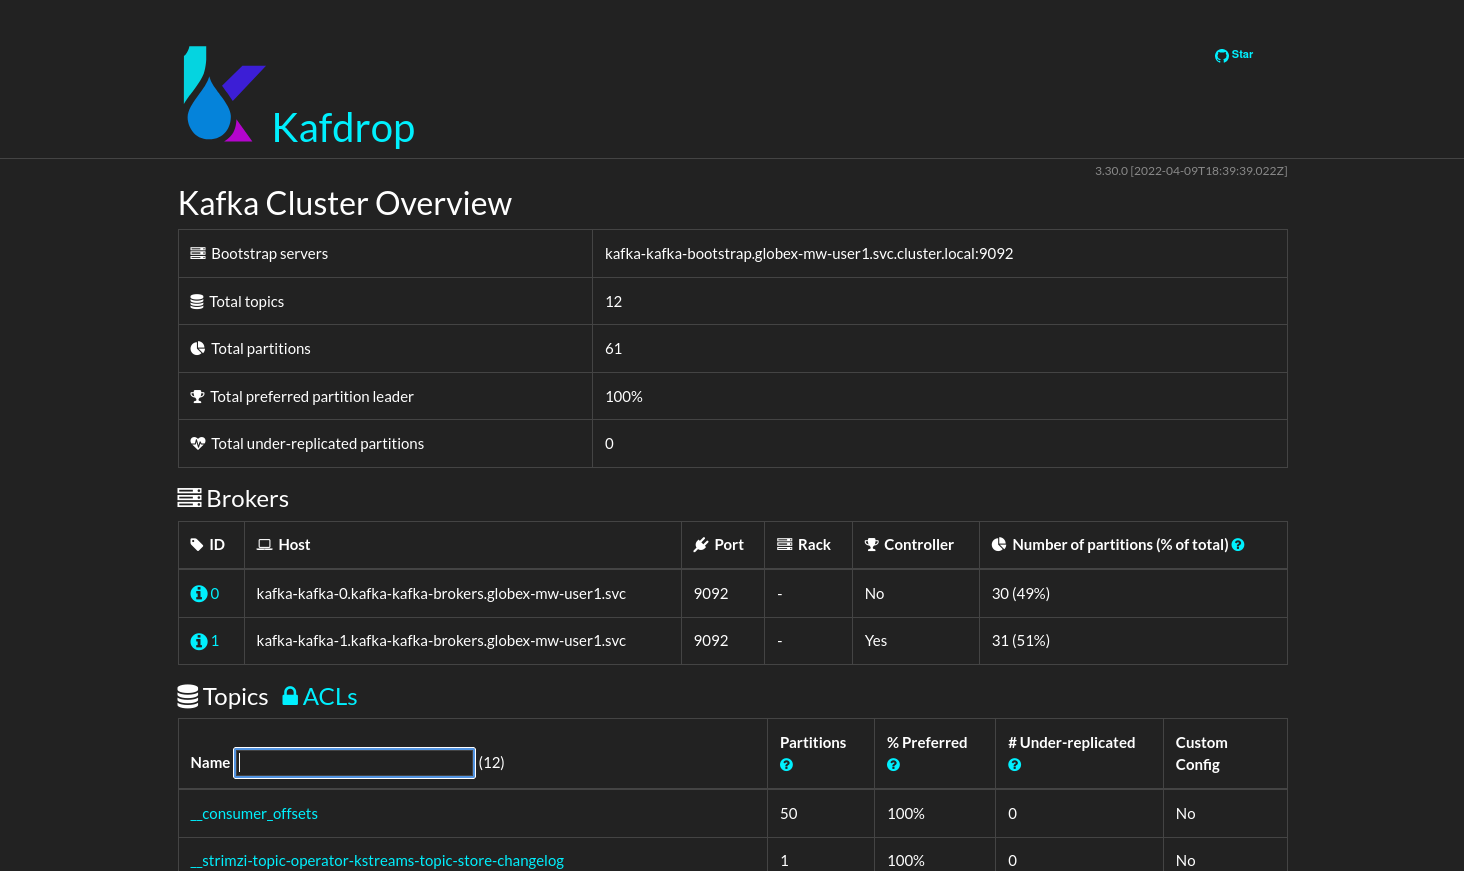 Star
Kafdrop
3.30.0 [2022-04-09T18:39:39.022Z]
Kafka Cluster Overview
Bootstrap servers kafka-kafka-bootstrap.globex-mw-user1.svc.cluster.local:9092
Total topics 12
Total partitions 61
Total preferred partition leader 100%
Total under-replicated partitions 0
Brokers
ID Host Port Rack Controller Number of partitions (% of total)
0 kafka-kafka-0.kafka-kafka-brokers.globex-mw-user1.svc 9092 - No 30 (49%)
1 kafka-kafka-1.kafka-kafka-brokers.globex-mw-user1.svc 9092 - Yes 31 (51%)
Topics ACLs
Name (12) Partitions % Preferred # Under-replicated Custom Config
__consumer_offsets 50 100% 0 No
__strimzi-topic-operator-kstreams-topic-store-changelog 1 100% 0 No